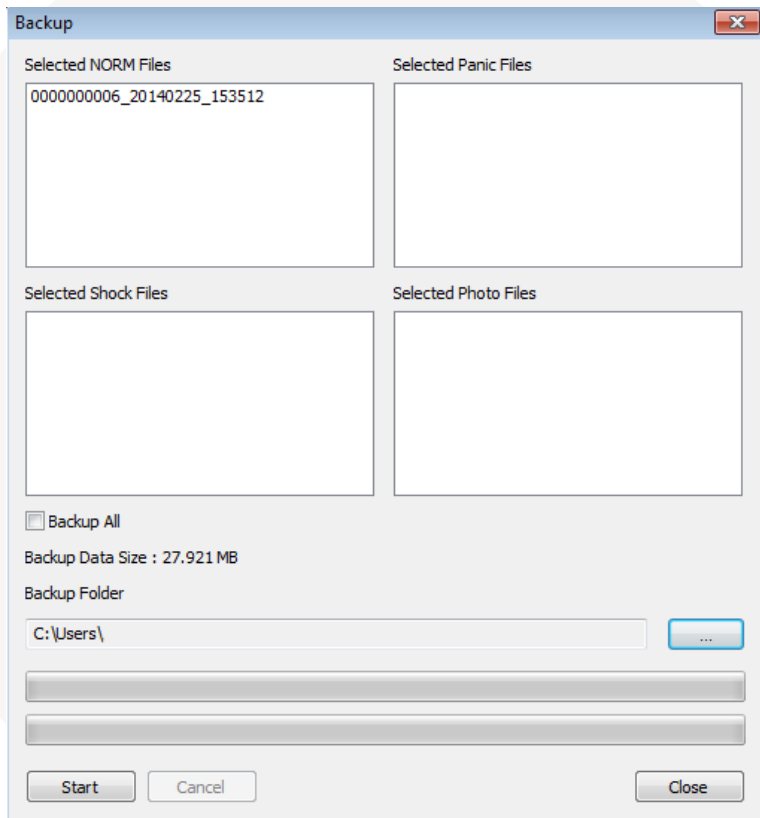 Backup
Selected NORM Files
Selected Panic Files
0000000006_20140225_153512
Selected Shock Files
Selected Photo Files
Backup All
Backup Data Size : 27.921 MB
Backup Folder
C:\Users\
...
Start
Cancel
Close